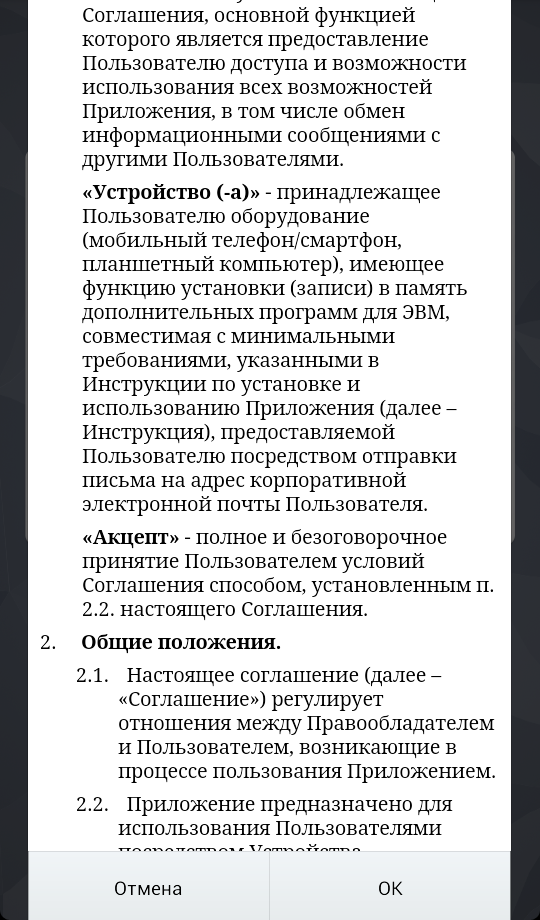 Соглашения, основной функцией
которого является предоставление
Пользователю доступа и возможности
использования всех возможностей
Приложения, в том числе обмен
информационными сообщениями с
другими Пользователями.
«Устройство (-а)» - принадлежащее
Пользователю оборудование
(мобильный телефон/смартфон,
планшетный компьютер), имеющее
функцию установки (записи) в память
дополнительных программ для ЭВМ,
совместимая с минимальными
требованиями, указанными в
Инструкции по установке и
использованию Приложения (далее –
Инструкция), предоставляемой
Пользователю посредством отправки
письма на адрес корпоративной
электронной почты Пользователя.
«Акцепт» - полное и безоговорочное
принятие Пользователем условий
Соглашения способом, установленным п.
2.2. настоящего Соглашения.
2. Общие положения.
2.1. Настоящее соглашение (далее –
«Соглашение») регулирует
отношения между Правообладателем
и Пользователем, возникающие в
процессе пользования Приложением.
2.2. Приложение предназначено для
использования Пользователями
посредством Устройства
Отмена
ОК